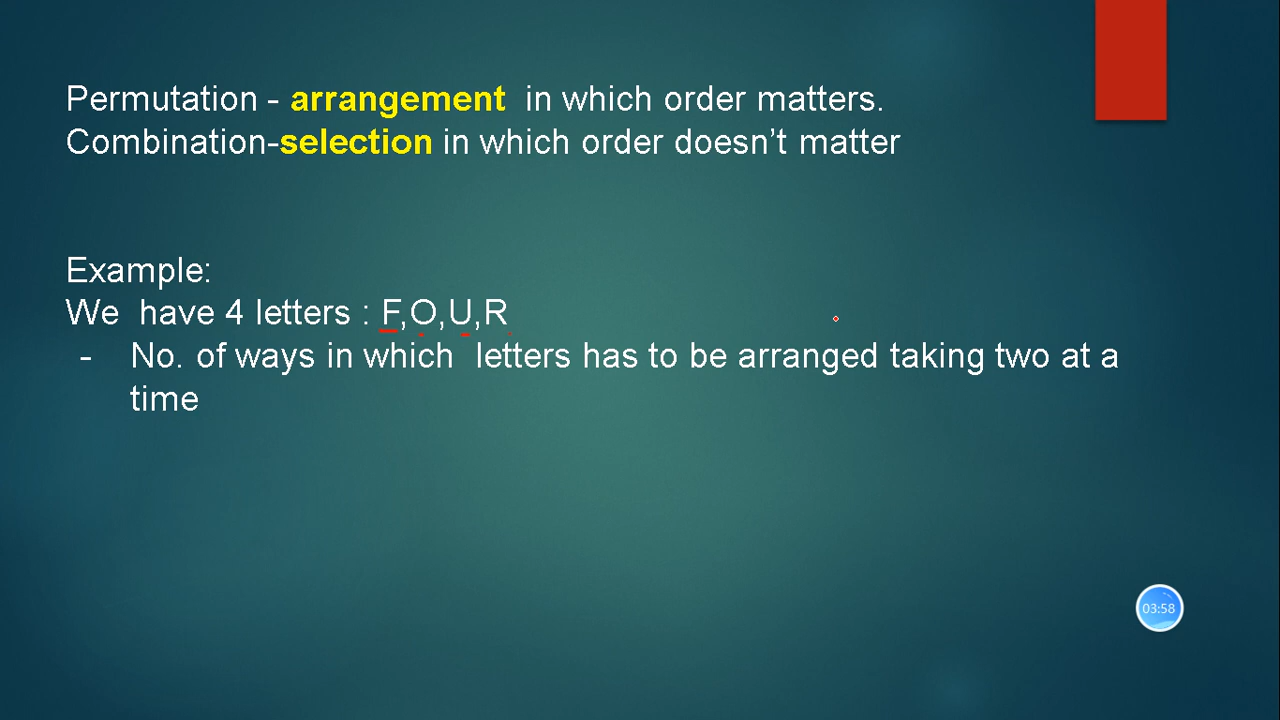 Permutation - arrangement in which order matters.
Combination-selection in which order doesn’t matter
Example:
We have 4 letters : F,O,U,R
- No. of ways in which letters has to be arranged taking two at a
time
03:58